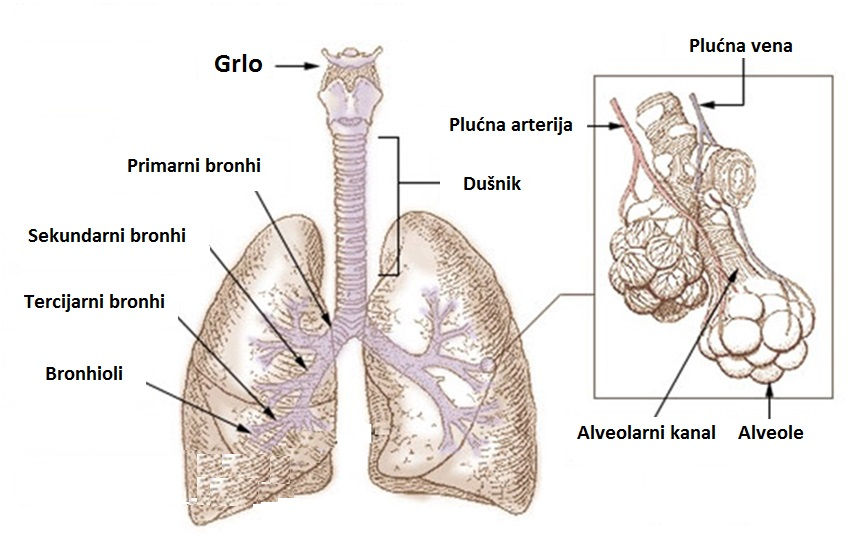 Grlo
Plućna vena
Plućna arterija
Primarni bronhi
Dušnik
Sekundarni bronhi
Tercijarni bronhi
Bronhioli
Alveolarni kanal
Alveole